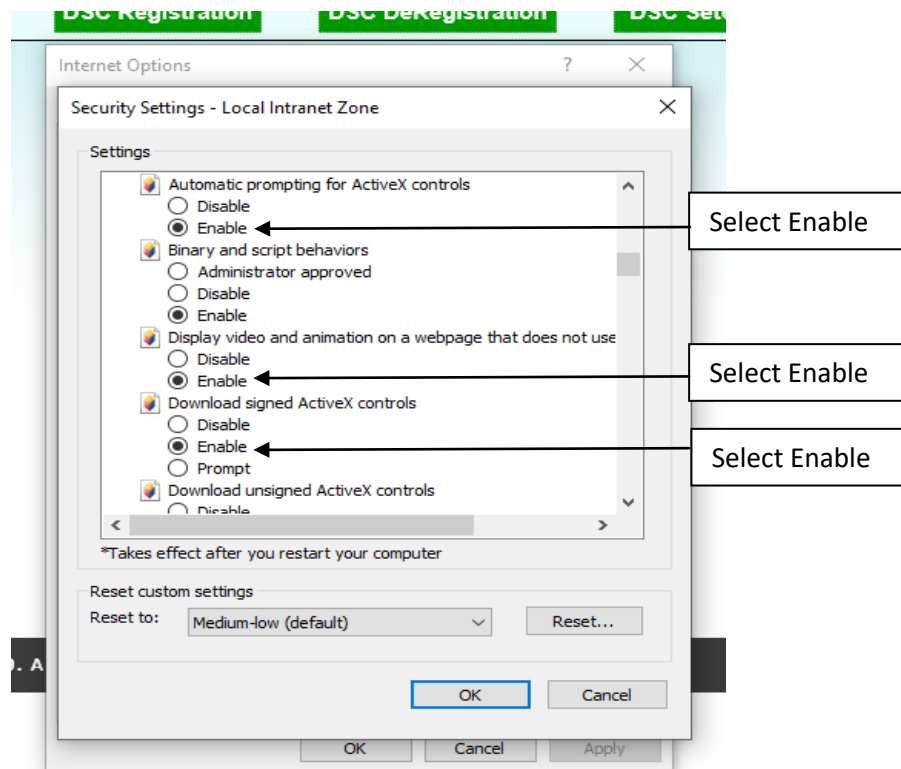 DSC Registration DSC DeRegistration DSC
Internet Options ?
Security Settings - Local Intranet Zone
Settings
Automatic prompting for ActiveX controls
Disable
Enable
Select Enable
Binary and script behaviors
Administrator approved
Disable
Enable
Display video and animation on a webpage that does not use
Disable
Enable
Select Enable
Download signed ActiveX controls
Disable
Enable
Select Enable
Prompt
Download unsigned ActiveX controls
Disable
*Takes effect after you restart your computer
Reset custom settings
Reset to: Medium-low (default) Reset...
. A
OK Cancel
OK Cancel Apply